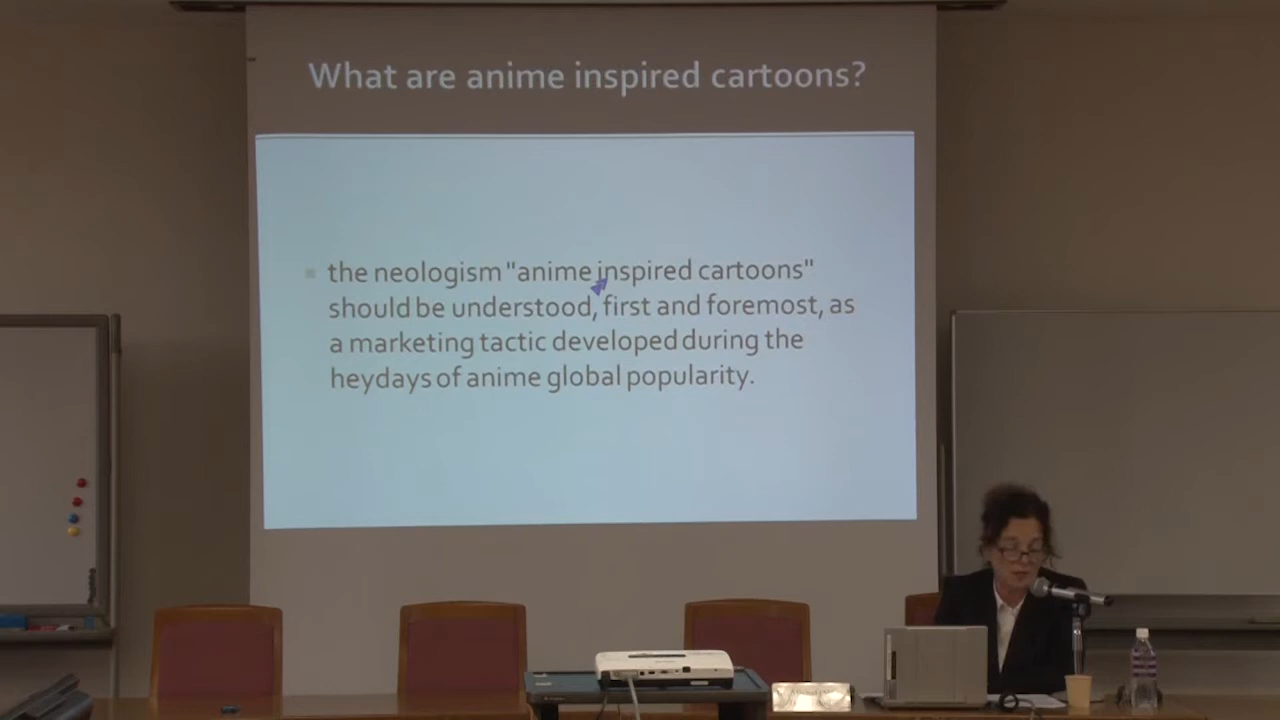 What are anime inspired cartoons?
the neologism "anime inspired cartoons"
should be understood, first and foremost, as
a marketing tactic developed during the
heydays of anime global popularity.